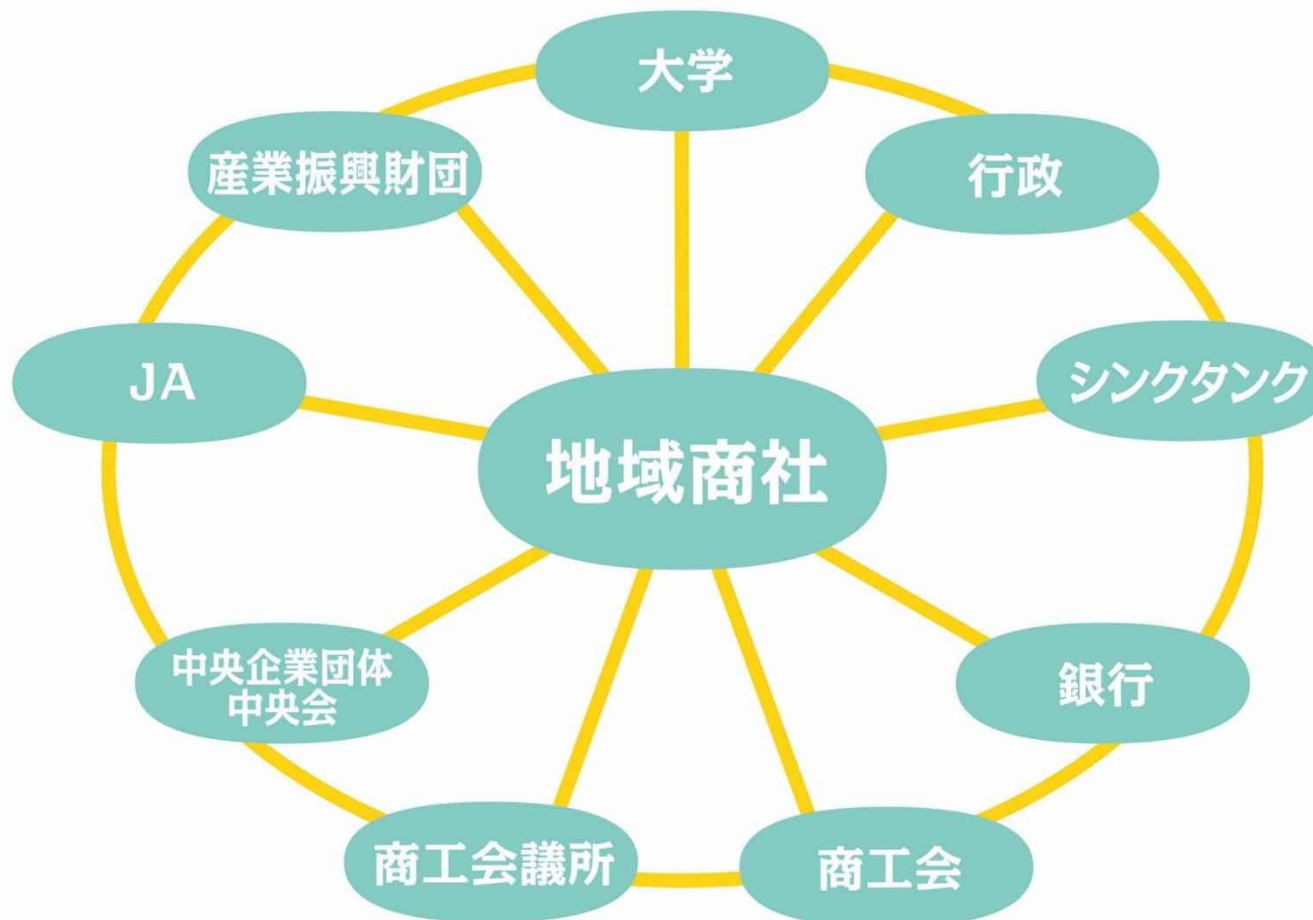 大学
産業振興財団
行政
JA
シンクタンク
地域商社
中央企業団体
中央会
銀行
商工会議所
商工会